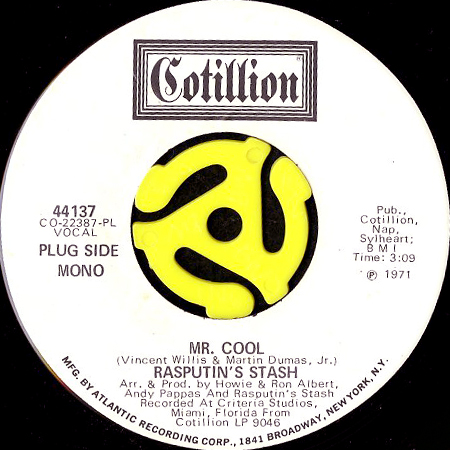 Cotillion
44137
CO-22387-PL
VOCAL
PLUG SIDE
MONO
Pub.,
Cotillion,
Nap,
Sylheart;
B M I
Time: 3:09
℗ 1971
MR. COOL
(Vincent Willis & Martin Dumas, Jr.)
RASPUTIN'S STASH
Arr. & Prod. by Howie & Ron Albert,
Andy Pappas And Rasputin's Stash
Recorded At Criteria Studios,
Miami, Florida From
Cotillion LP 9046
MFG. BY ATLANTIC RECORDING CORP., 1841 BROADWAY, NEW YORK, N.Y.